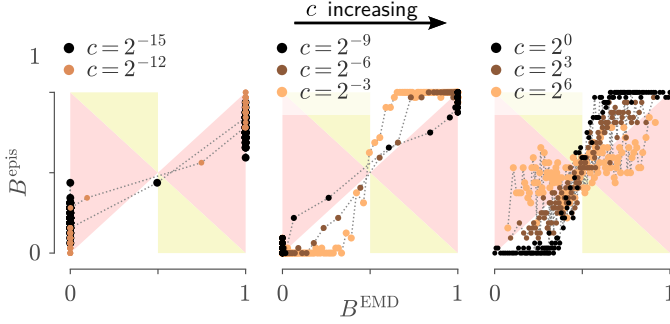 c increasing
c = 2^{-15}
c = 2^{-12}
c = 2^{-9}
c = 2^{-6}
c = 2^{-3}
c = 2^{0}
c = 2^{3}
c = 2^{6}
1
B^{epis}
0
0 1
0 1
0 1
B^{EMD}